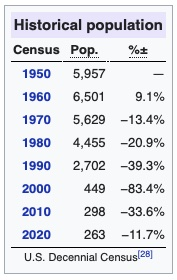 Historical population
Census Pop. %±
1950 5,957 —
1960 6,501 9.1%
1970 5,629 −13.4%
1980 4,455 −20.9%
1990 2,702 −39.3%
2000 449 −83.4%
2010 298 −33.6%
2020 263 −11.7%
U.S. Decennial Census[28]